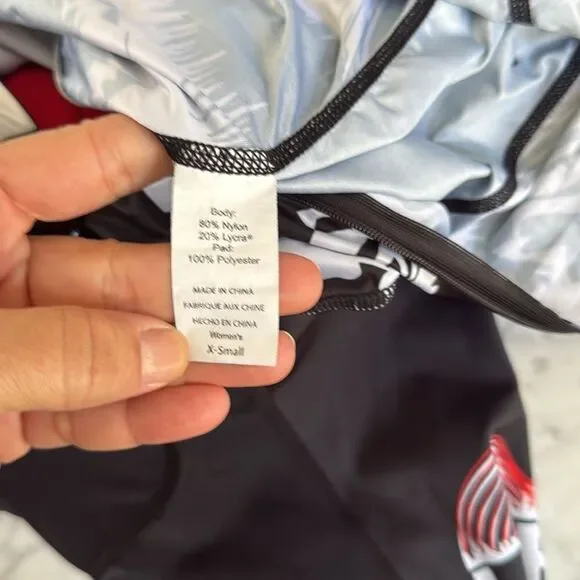 Body:
80% Nylon
20% Lycra®
Pad:
100% Polyester
MADE IN CHINA
FABRIQUE AUX CHINE
HECHO EN CHINA
Women's
X-Small